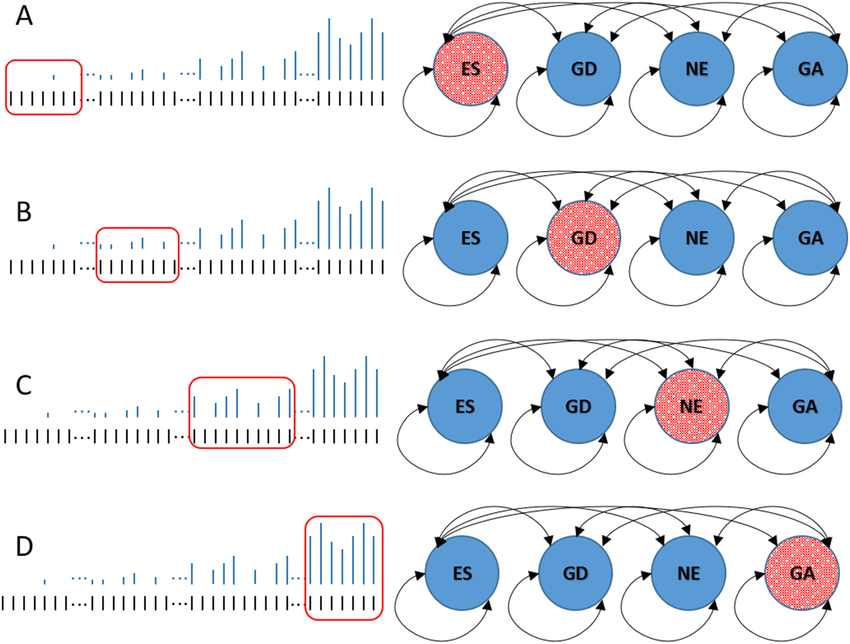 A
ES GD NE GA
B
ES GD NE GA
C
ES GD NE GA
D
ES GD NE GA